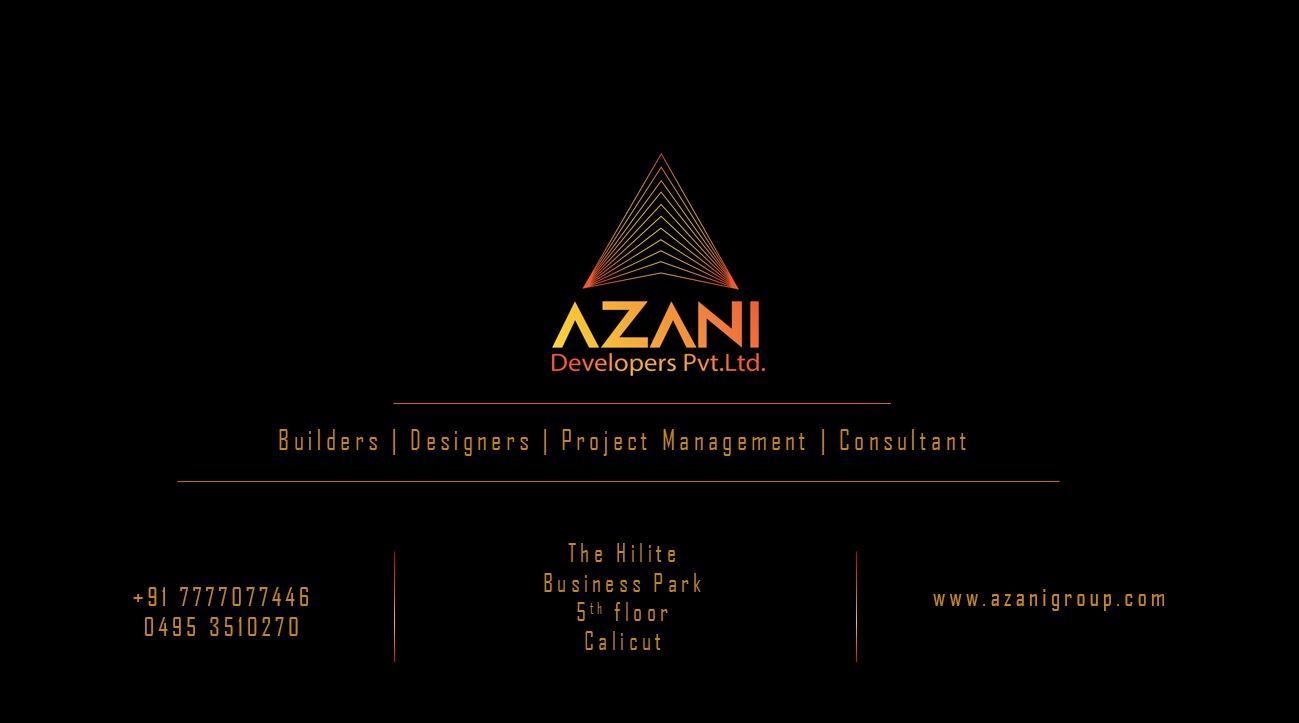 AZANI
Developers Pvt.Ltd.
Builders | Designers | Project Management | Consultant
+91 7777077446
0495 3510270
The Hilite
Business Park
5th floor
Calicut
www.azanigroup.com